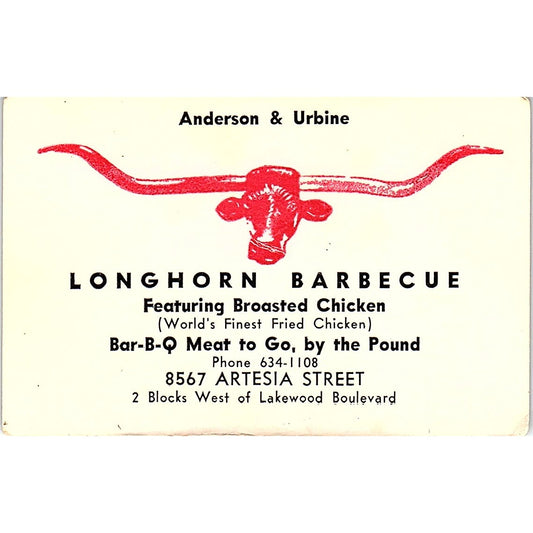 Anderson & Urbine
LONGHORN BARBECUE
Featuring Broasted Chicken
(World's Finest Fried Chicken)
Bar-B-Q Meat to Go, by the Pound
Phone 634-1108
8567 ARTESIA STREET
2 Blocks West of Lakewood Boulevard